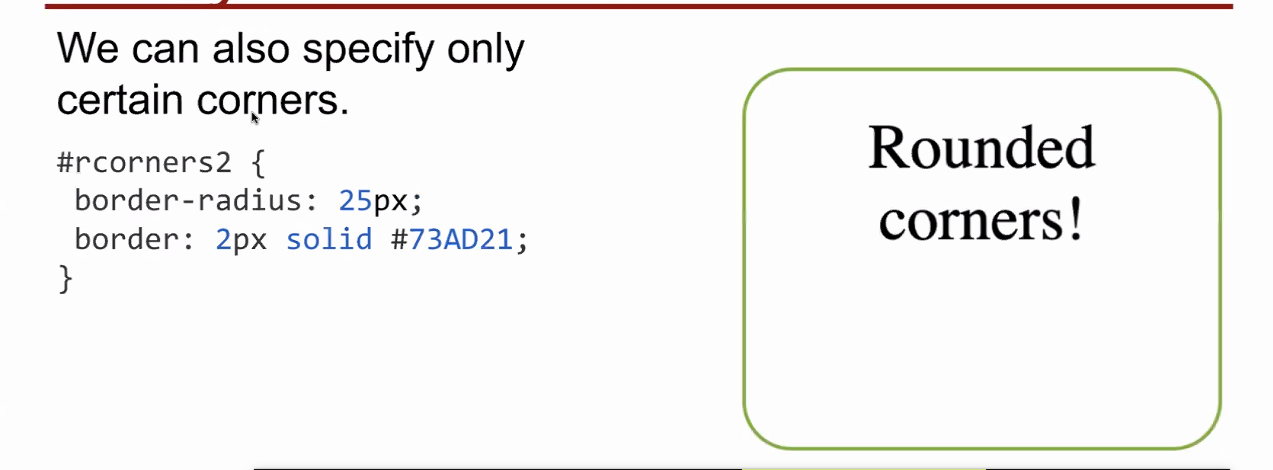 We can also specify only
certain corners.
#rcorners2 {
border-radius: 25px;
border: 2px solid #73AD21;
}
Rounded
corners!